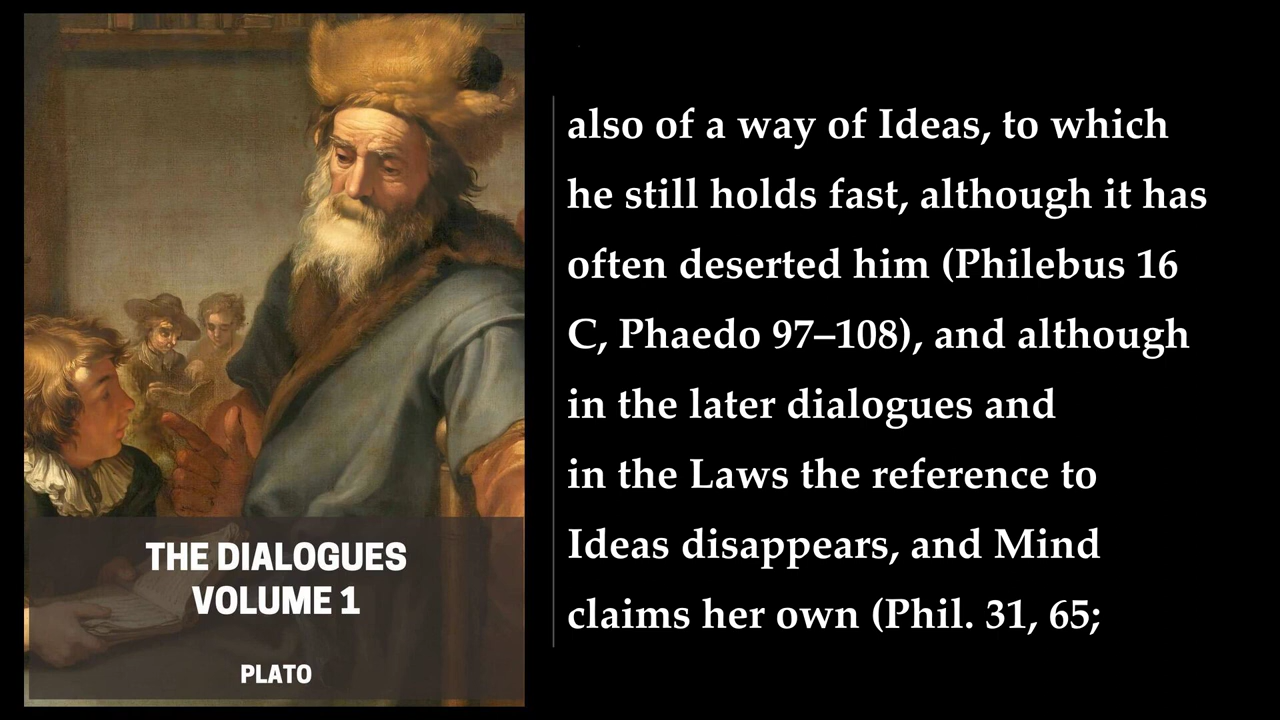 THE DIALOGUES
VOLUME 1
PLATO
also of a way of Ideas, to which
he still holds fast, although it has
often deserted him (Philebus 16
C, Phaedo 97–108), and although
in the later dialogues and
in the Laws the reference to
Ideas disappears, and Mind
claims her own (Phil. 31, 65;